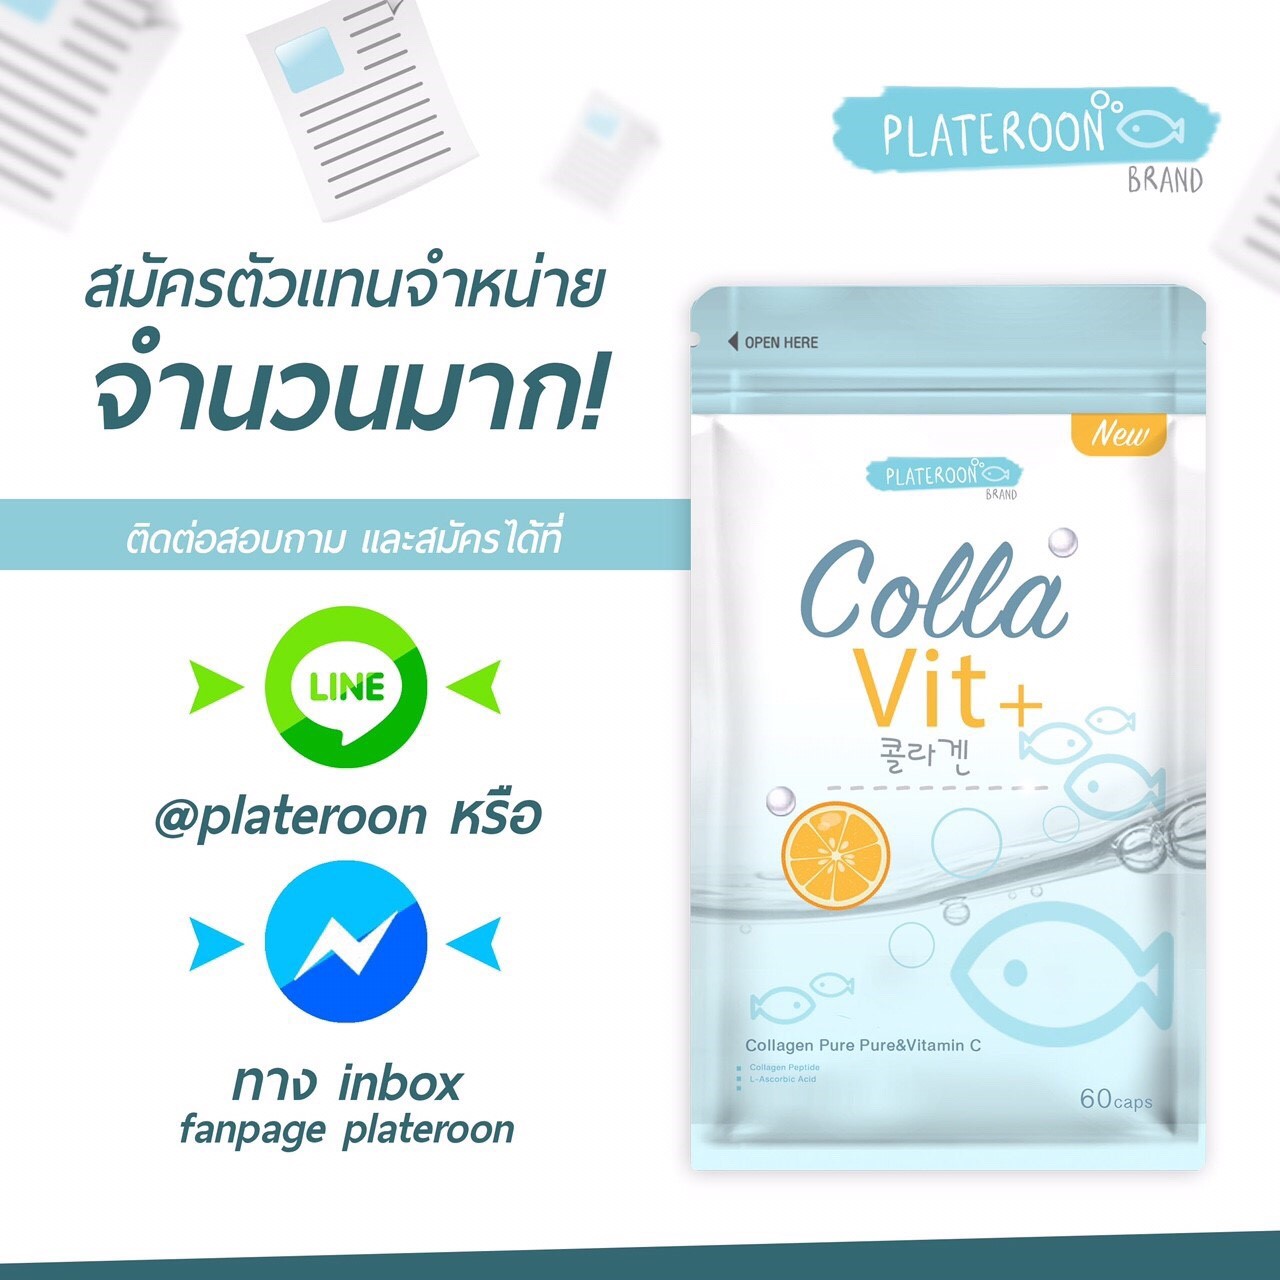 PLATEROON
BRAND
สมัครตัวแทนจำหน่าย
จำนวนมาก!
ติดต่อสอบถาม และสมัครได้ที่
LINE
@plateroon หรือ
ทาง inbox
fanpage plateroon
OPEN HERE
New
PLATEROON
BRAND
Colla
Vit+
콜라겐
Collagen Pure Pure&Vitamin C
Collagen Peptide
L-Ascorbic Acid
60caps